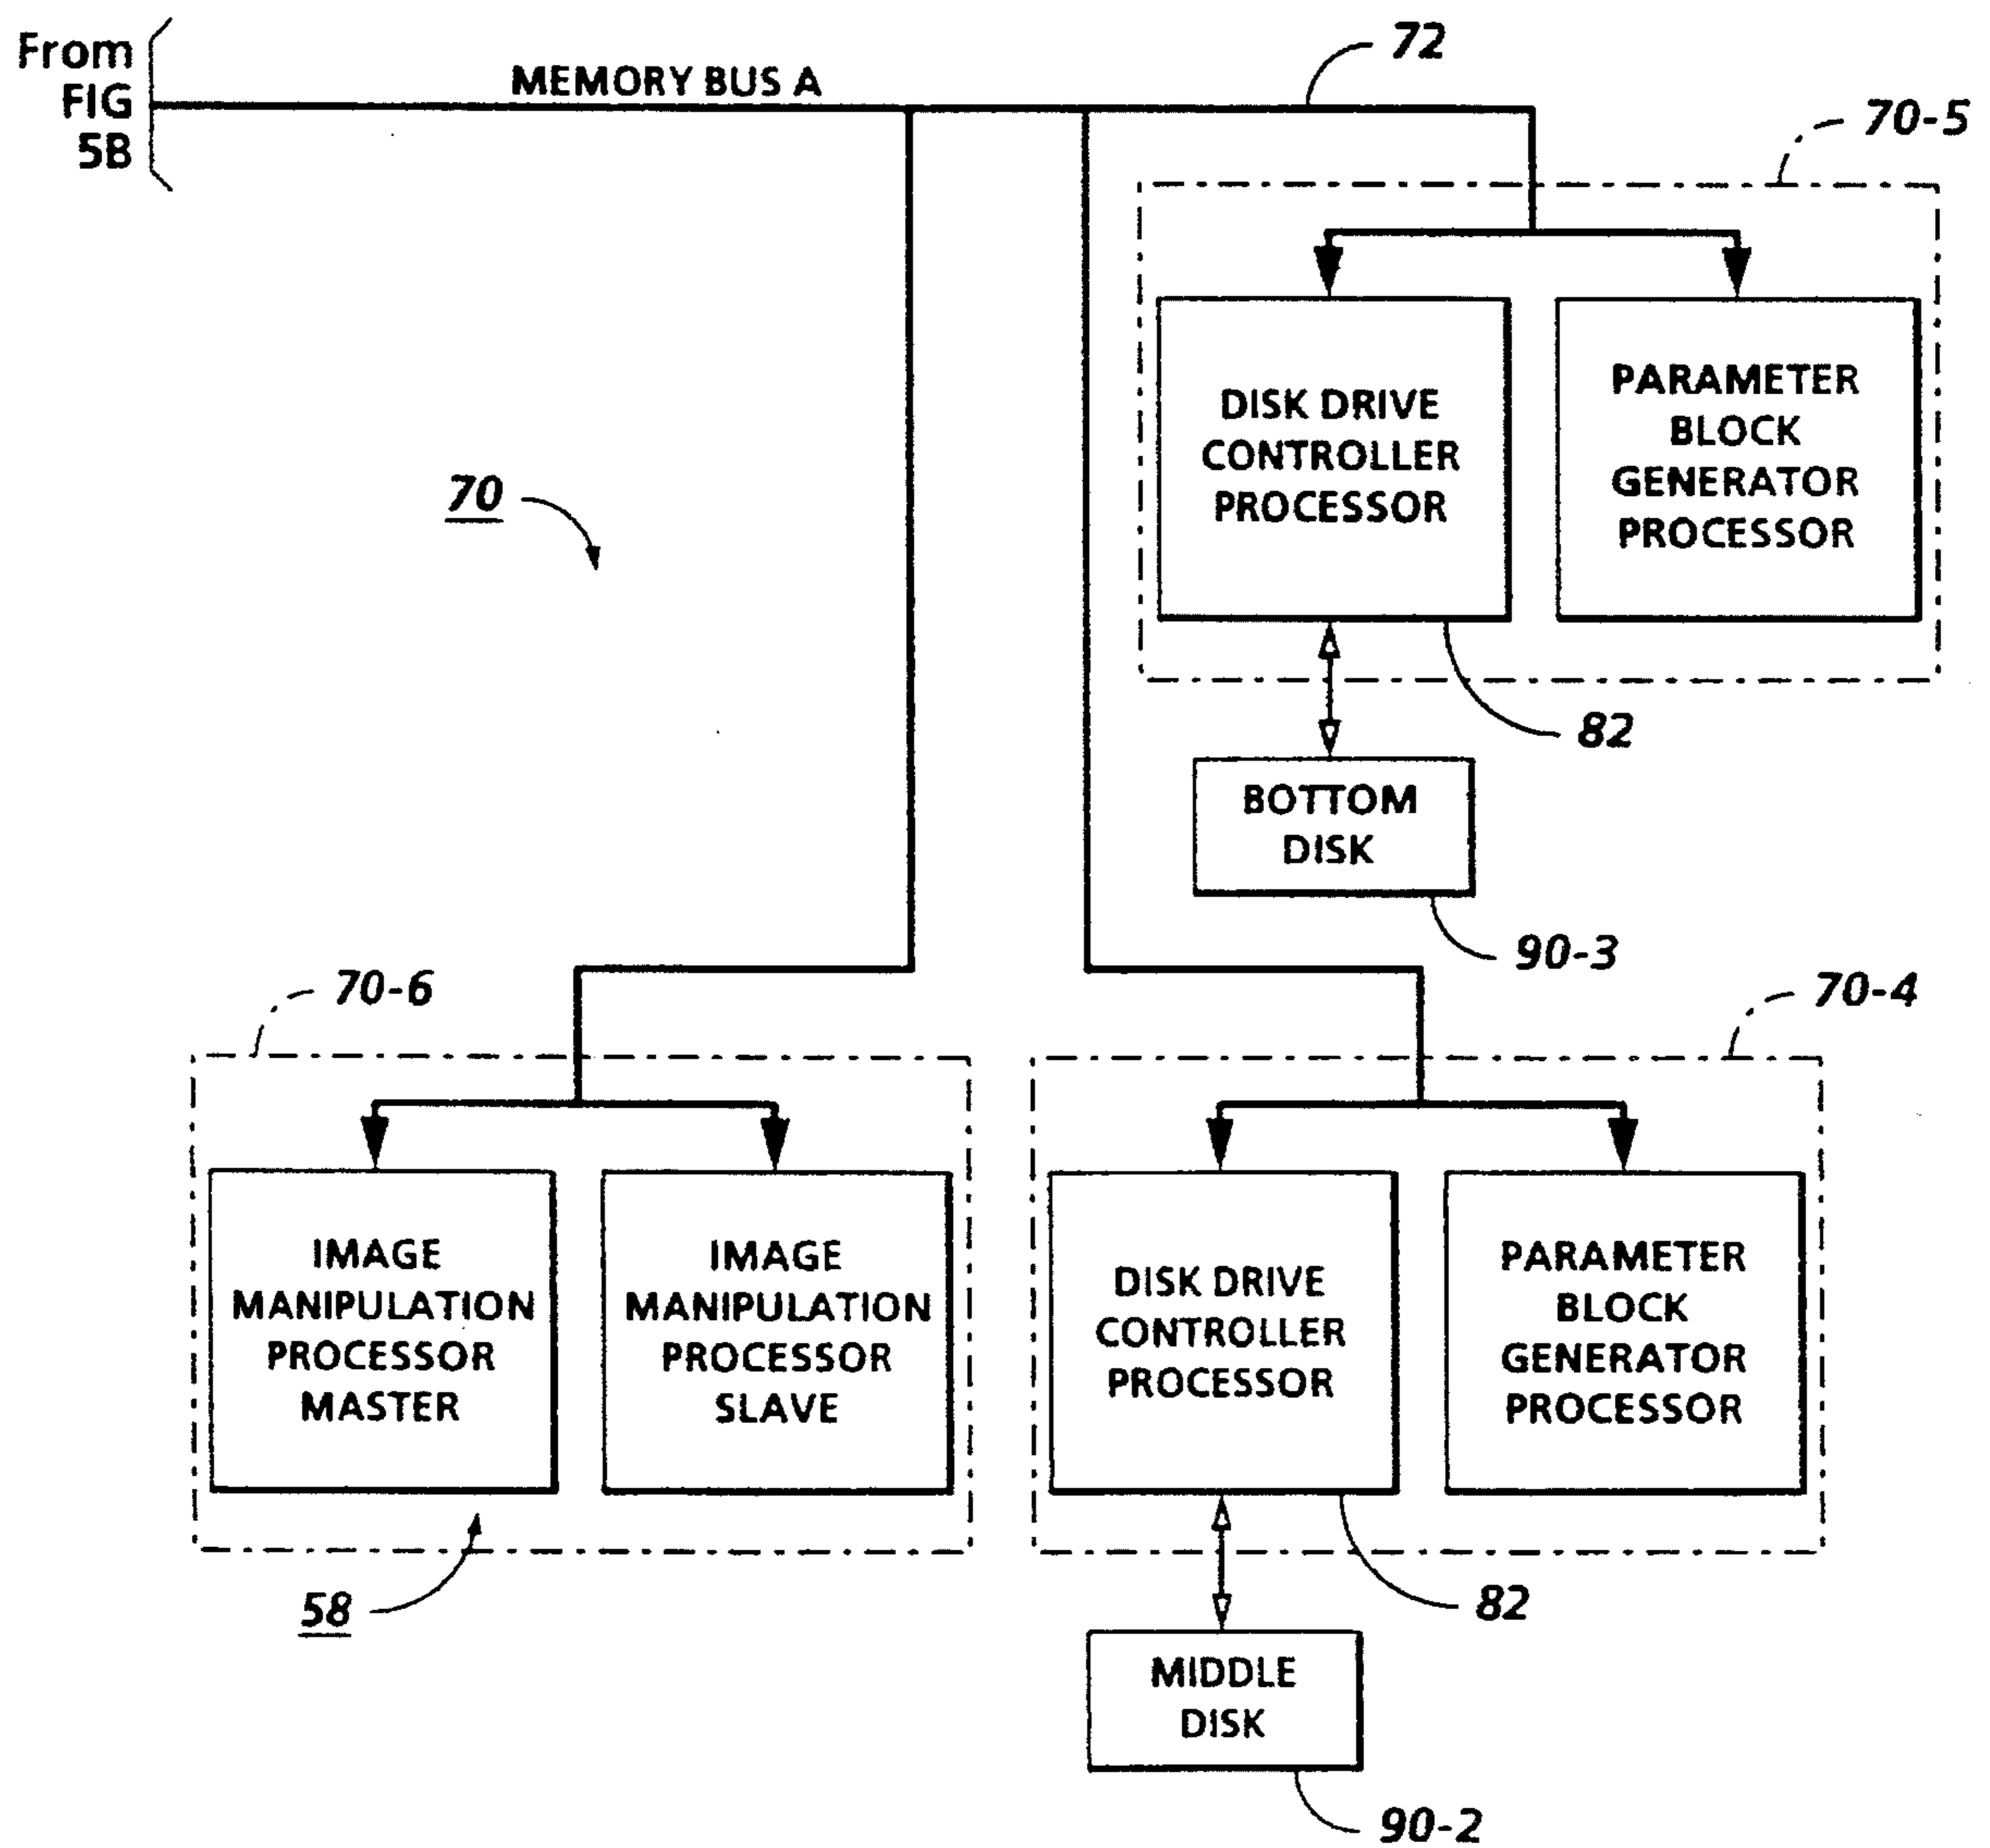 From
FIG
5B
MEMORY BUS A
72
70-5
DISK DRIVE
CONTROLLER
PROCESSOR
PARAMETER
BLOCK
GENERATOR
PROCESSOR
70
82
BOTTOM
DISK
90-3
70-6
70-4
IMAGE
MANIPULATION
PROCESSOR
MASTER
IMAGE
MANIPULATION
PROCESSOR
SLAVE
DISK DRIVE
CONTROLLER
PROCESSOR
PARAMETER
BLOCK
GENERATOR
PROCESSOR
58
82
MIDDLE
DISK
90-2